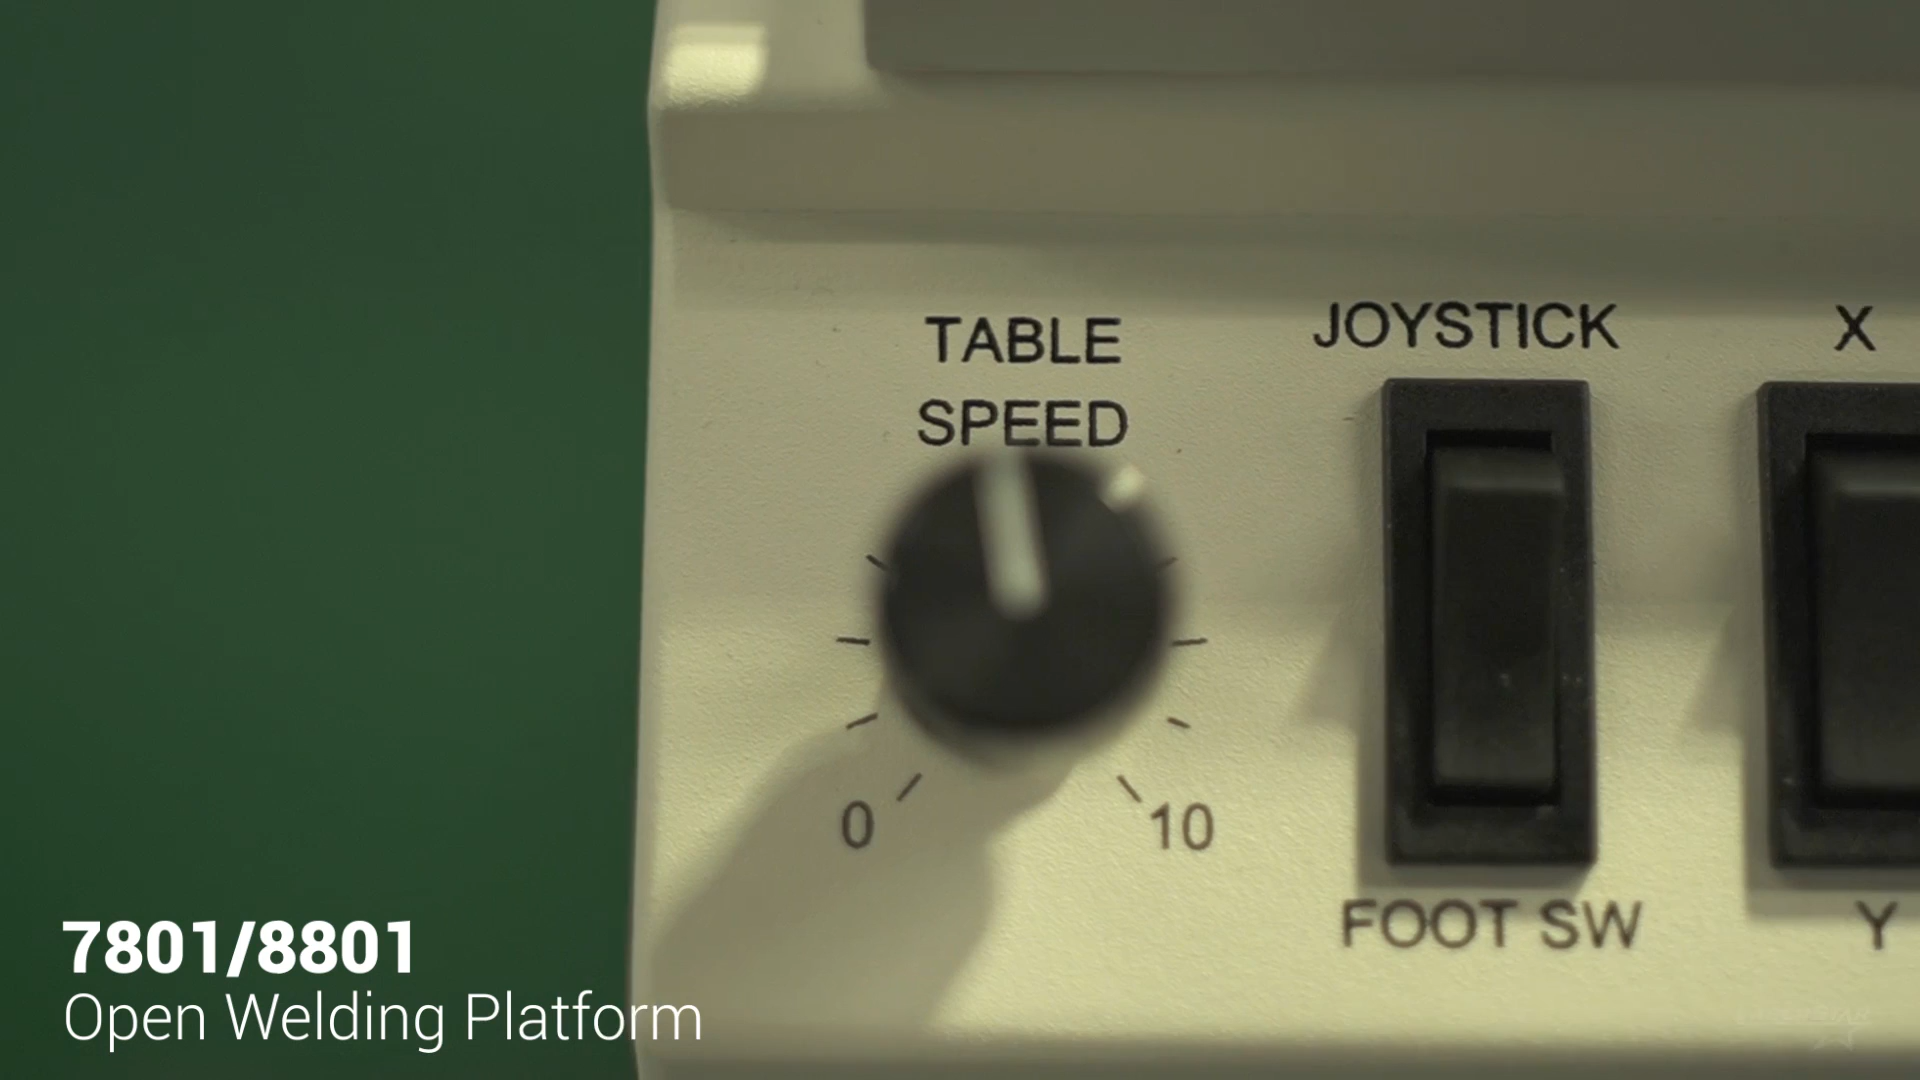 TABLE
SPEED
0
10
JOYSTICK
FOOT SW
X
Y
7801/8801
Open Welding Platform